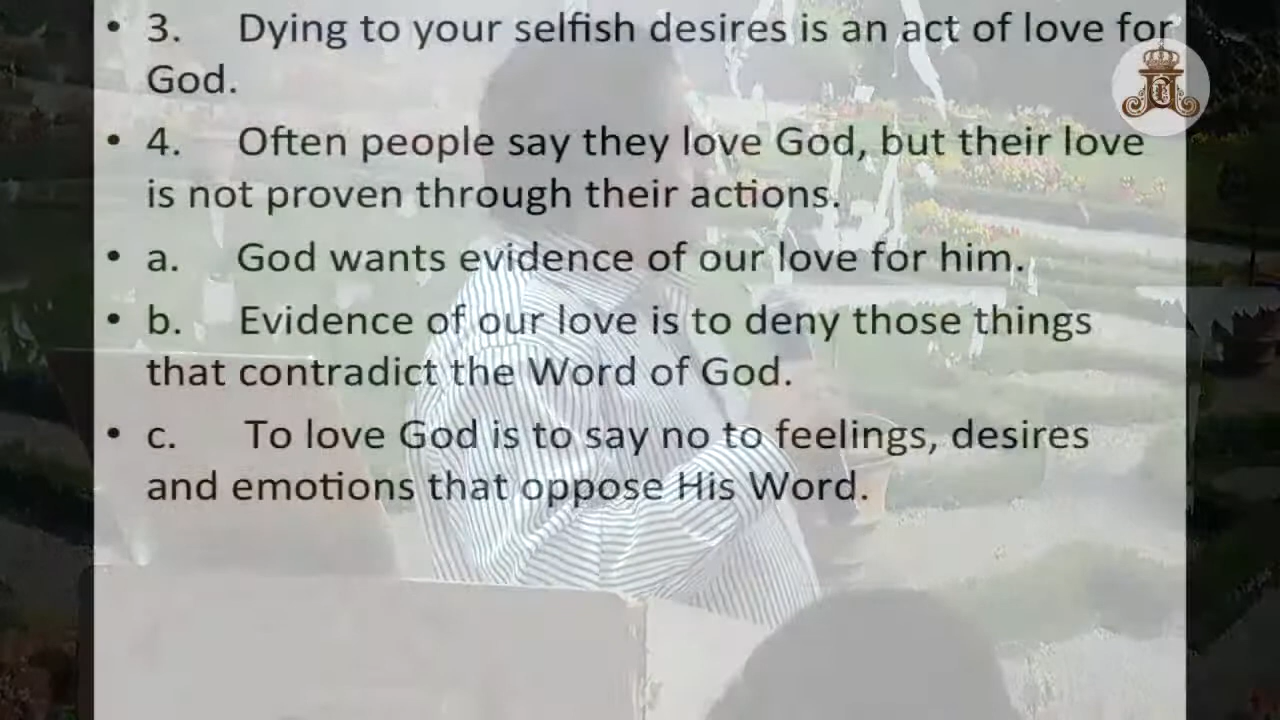 • 3. Dying to your selfish desires is an act of love for
God.
• 4. Often people say they love God, but their love
is not proven through their actions.
• a. God wants evidence of our love for him.
• b. Evidence of our love is to deny those things
that contradict the Word of God.
• c. To love God is to say no to feelings, desires
and emotions that oppose His Word.